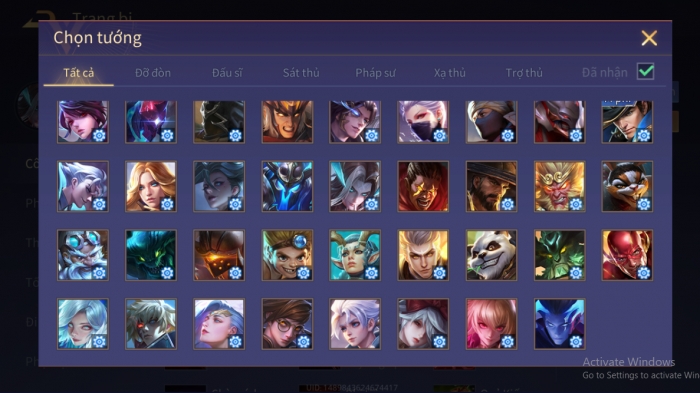 Trang bị
Chọn tướng
Tất cả
Đỡ đòn
Đấu sĩ
Sát thủ
Pháp sư
Xạ thủ
Trợ thủ
Đã nhận
Activate Windows
Go to Settings to activate Win